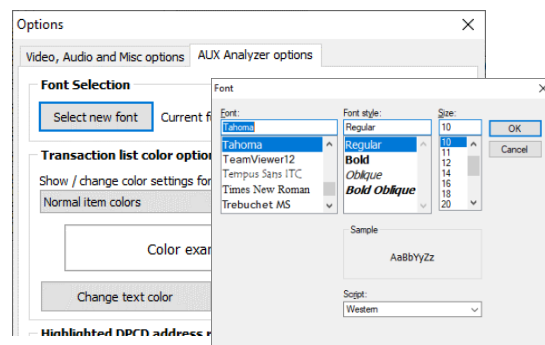 Options
Video, Audio and Misc options AUX Analyzer options
Font Selection
Select new font Current f
Transaction list color option
Show / change color settings for
Normal item colors
Color exar
Change text color
Highlighted DPCD address r
Font
Font:
Tahoma
Tahoma
TeamViewer12
Tempus Sans ITC
Times New Roman
Trebuchet MS
Font style:
Regular
Regular
Bold
Oblique
Bold Oblique
Size:
10
10
11
12
14
16
18
20
OK
Cancel
Sample
AaBbYyZz
Script:
Western